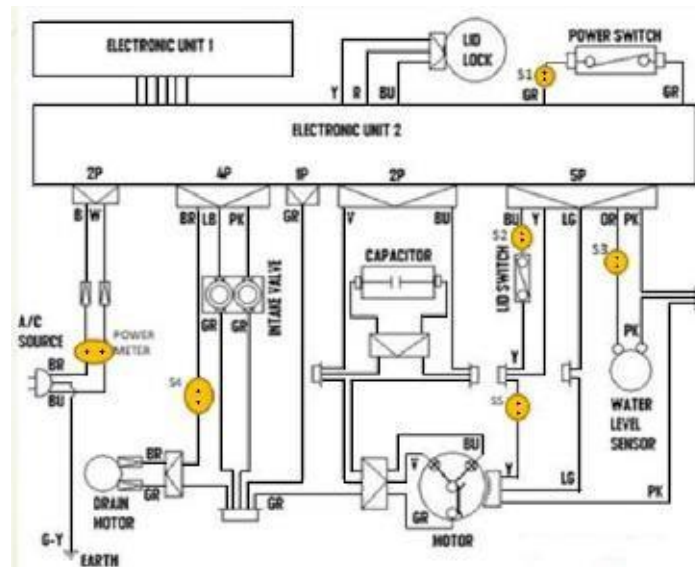 ELECTRONIC UNIT 1
LID
LOCK
POWER SWITCH
S1
Y R BU GR GR
ELECTRONIC UNIT 2
2P 4P 1P 2P 5P
B W BR LB PK GR V BU BU Y LG OR PK
S2
S3
CAPACITOR
LID SWITCH
INTAKE VALVE
GR GR
A/C
SOURCE
POWER
METER
BR
BU
S4
Y
PK
S5
WATER
LEVEL
SENSOR
BR
BU
V
Y
LG
PK
GR
DRAIN
MOTOR
GR
GR
MOTOR
G-Y
EARTH